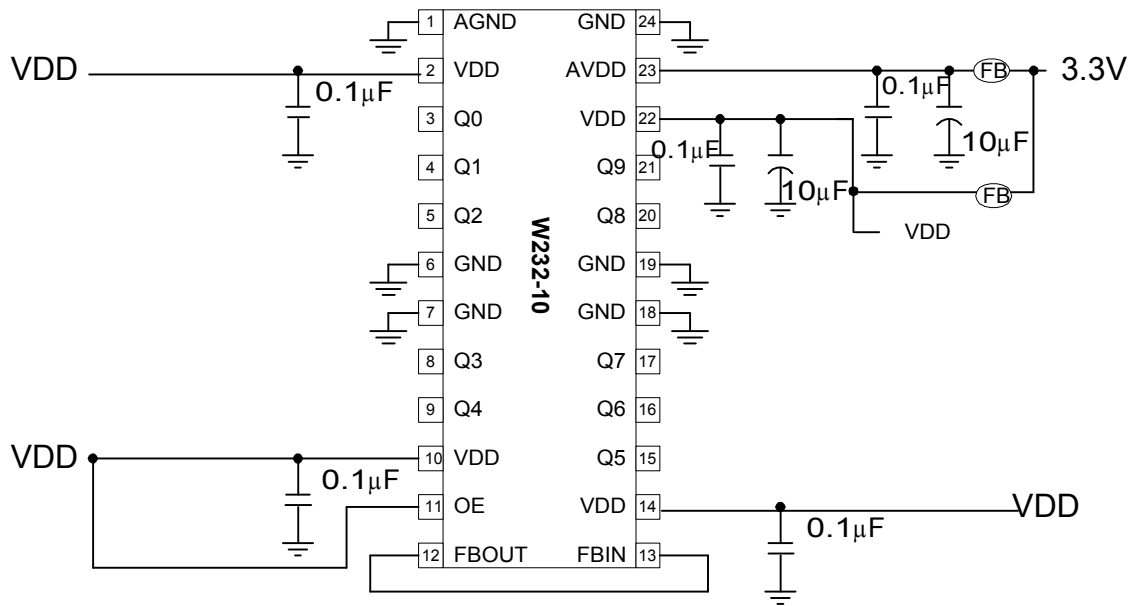 1 AGND GND 24
VDD 2 VDD AVDD 23 FB 3.3V
0.1μF 0.1μF
3 Q0 VDD 22 10μF
4 Q1 Q9 21 0.1μF 10μF FB
5 Q2 Q8 20 VDD
W232-10
6 GND GND 19
7 GND GND 18
8 Q3 Q7 17
9 Q4 Q6 16
VDD 10 VDD Q5 15
0.1μF
11 OE VDD 14 VDD
0.1μF
12 FBOUT FBIN 13